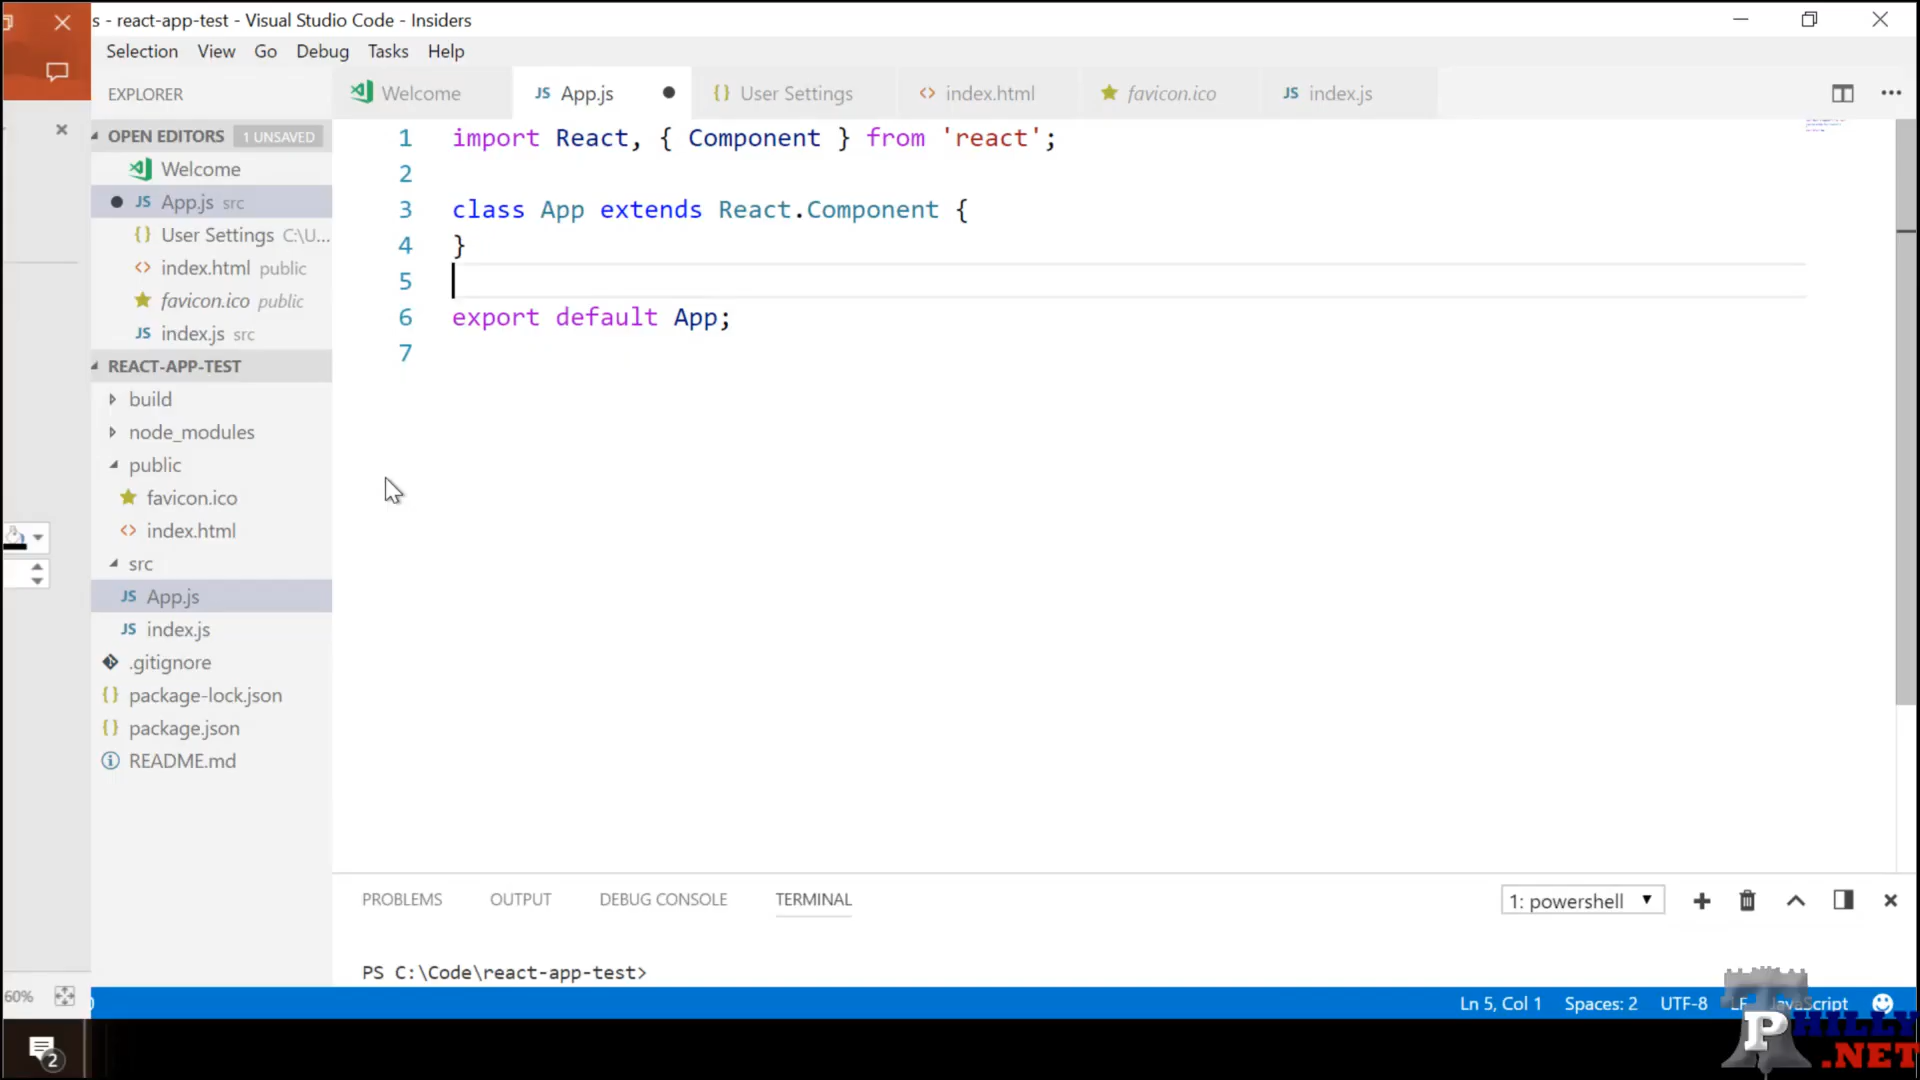 s - react-app-test - Visual Studio Code - Insiders
Selection View Go Debug Tasks Help
EXPLORER
OPEN EDITORS 1 UNSAVED
Welcome
App.js src
User Settings C:\U...
index.html public
favicon.ico public
index.js src
REACT-APP-TEST
build
node_modules
public
favicon.ico
index.html
src
App.js
index.js
.gitignore
package-lock.json
package.json
README.md
Welcome App.js User Settings index.html favicon.ico index.js
1 import React, { Component } from 'react';
2
3 class App extends React.Component {
4 }
5
6 export default App;
7
PROBLEMS OUTPUT DEBUG CONSOLE TERMINAL 1: powershell
PS C:\Code\react-app-test>
60%
Ln 5, Col 1 Spaces: 2 UTF-8 LF JavaScript
2
PHILLY
.NET